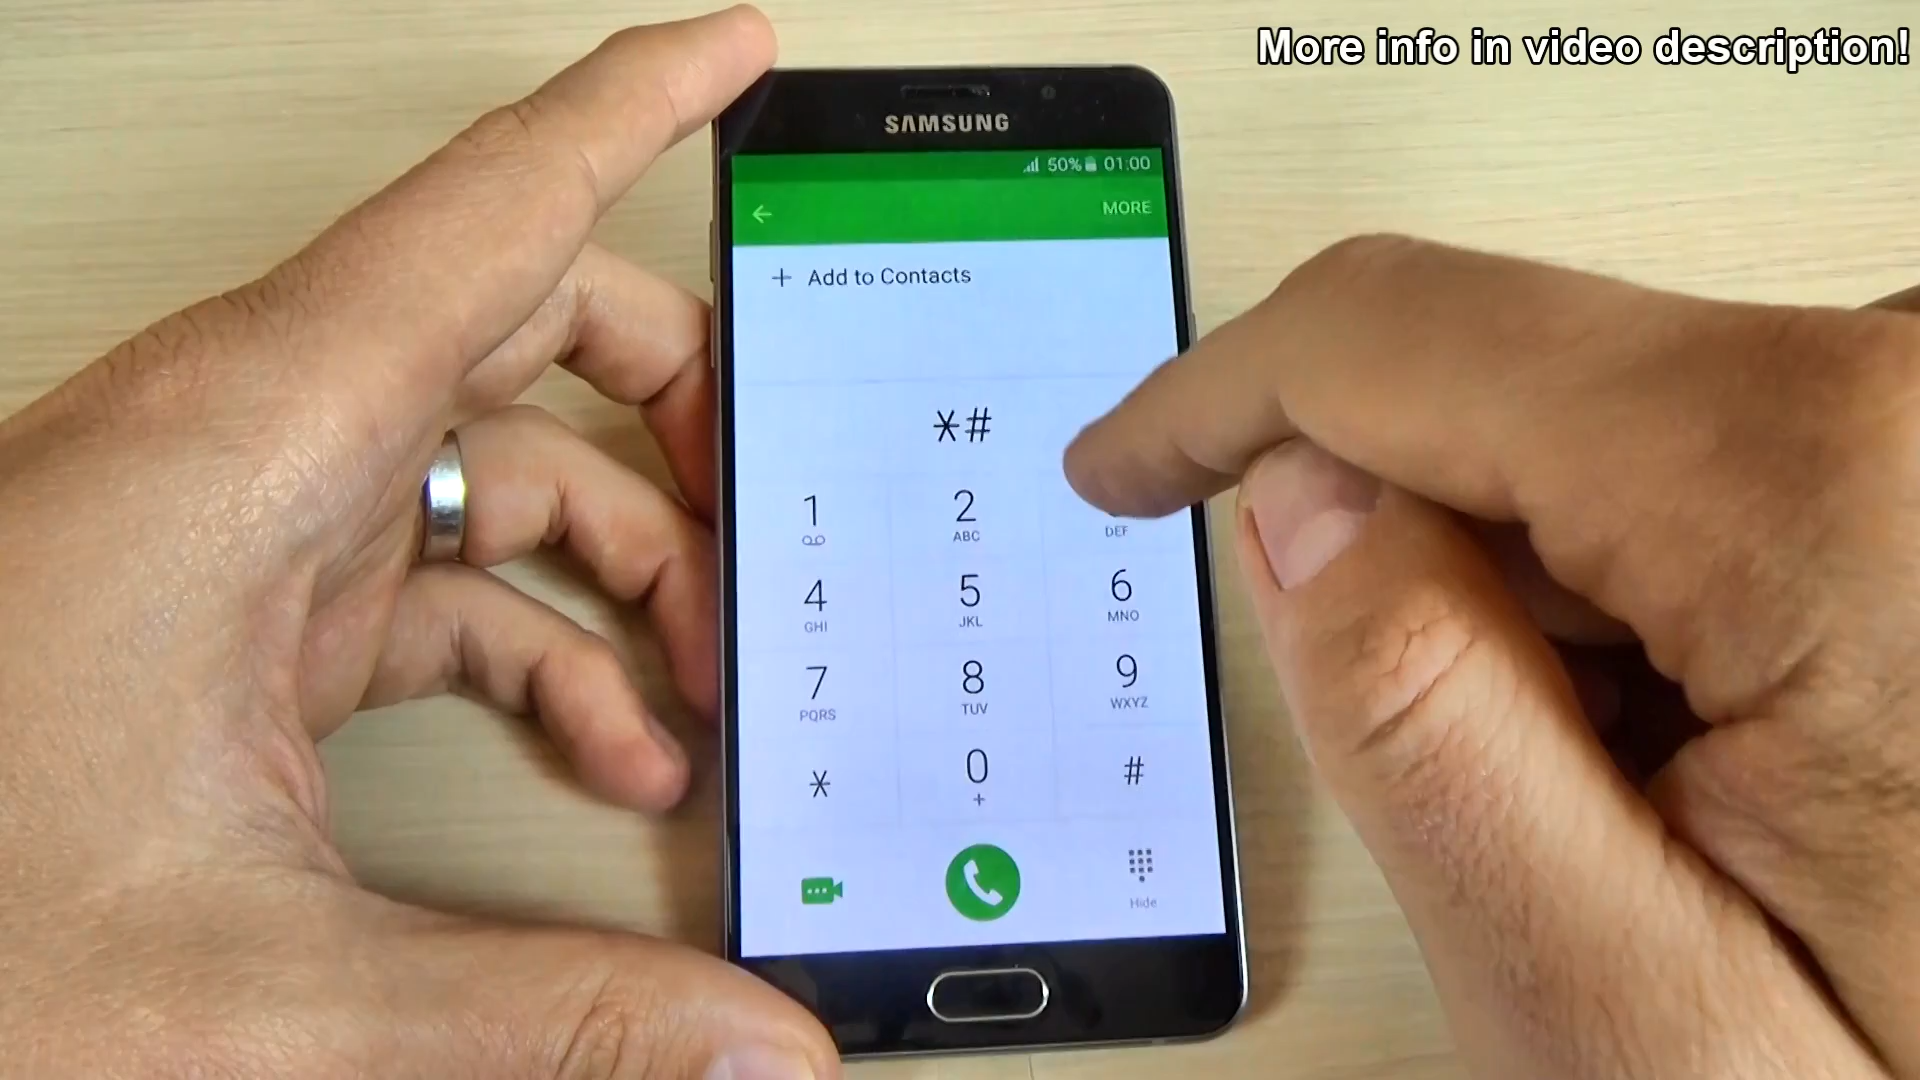 More info in video description!
SAMSUNG
50% 01:00
MORE
+ Add to Contacts
*#
1 2
ABC DEF
4 5 6
GHI JKL MNO
7 8 9
PQRS TUV WXYZ
* 0 #
+
Hide